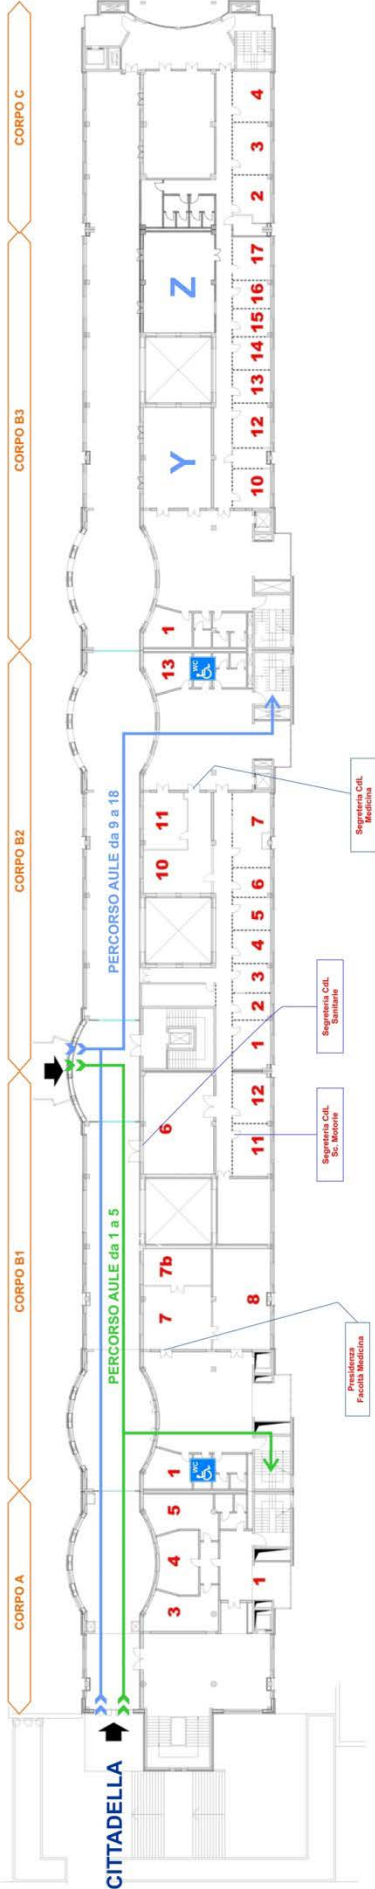 CORPO C
CORPO B3
CORPO B2
CORPO B1
CORPO A
4
3
2
17
16
15
14
13
12
10
Z
Y
1
13
WC
PERCORSO AULE da 9 a 18
11
10
7
6
5
4
3
2
1
Segreteria CdL
Medicina
Segreteria CdL
Sanitarie
Segreteria CdL
Sc. Motorie
12
11
6
PERCORSO AULE da 1 a 5
7b
7
8
Presidenza
Facoltà Medicina
1
WC
5
4
3
1
CITTADELLA